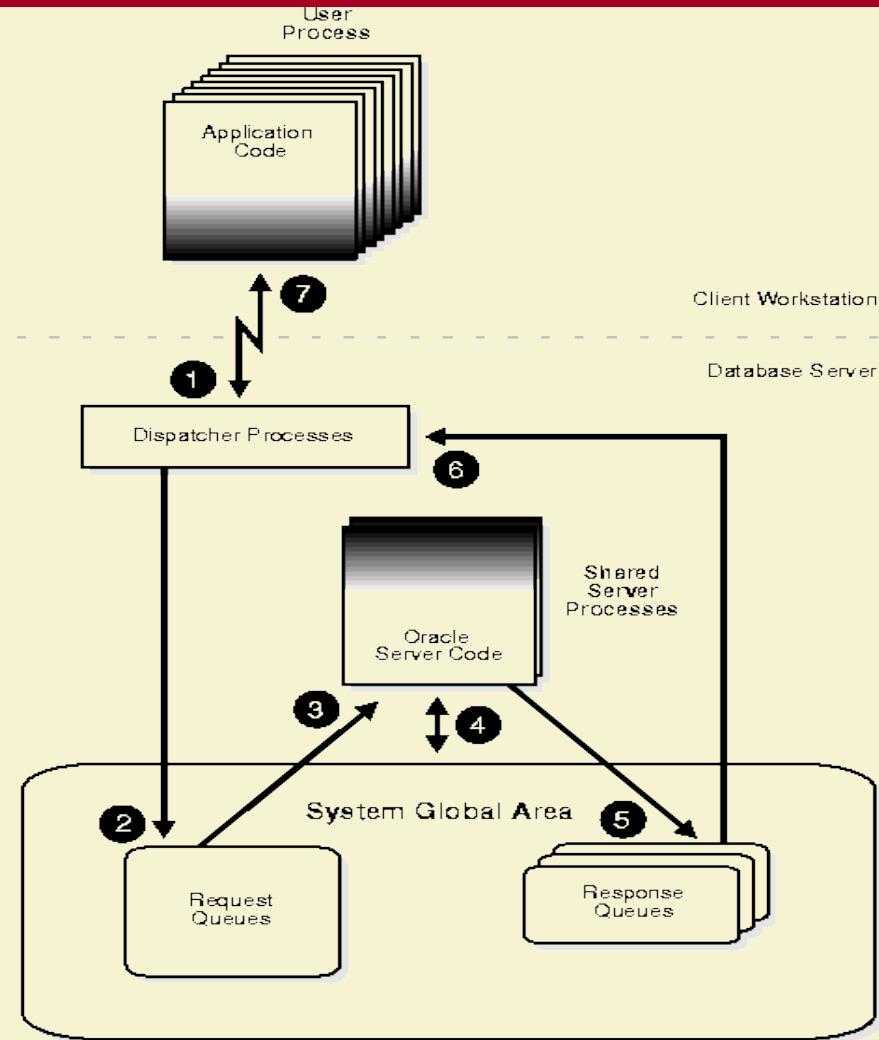 User
Process
Application
Code
7
Client Workstation
1
Database Server
Dispatcher Processes
6
Shared
Server
Processes
Oracle
Server Code
3
4
System Global Area
2
5
Request
Queues
Response
Queues